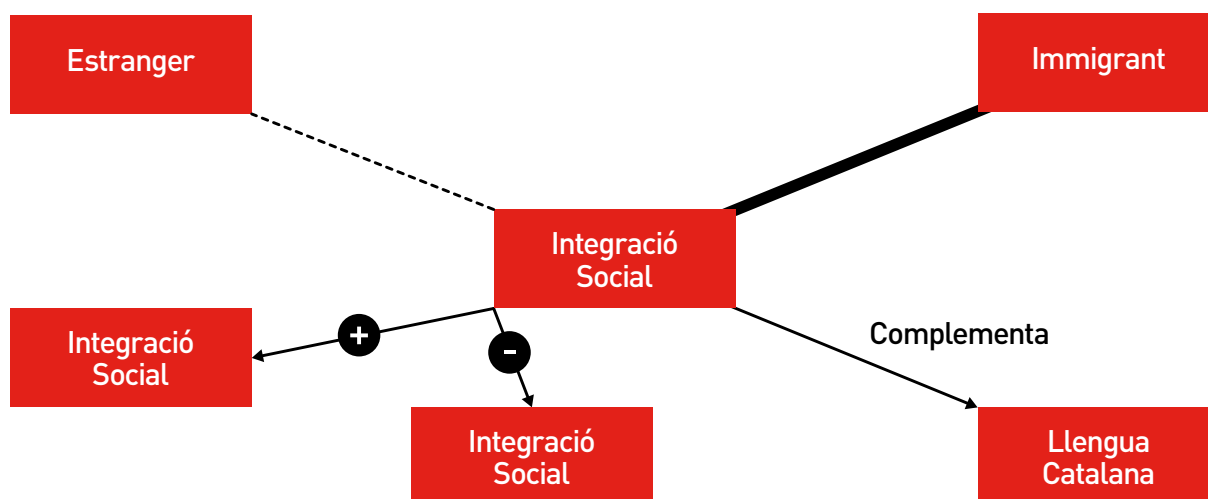 Estranger
Immigrant
Integració
Social
Integració
Social
+
-
Complementa
Integració
Social
Llengua
Catalana